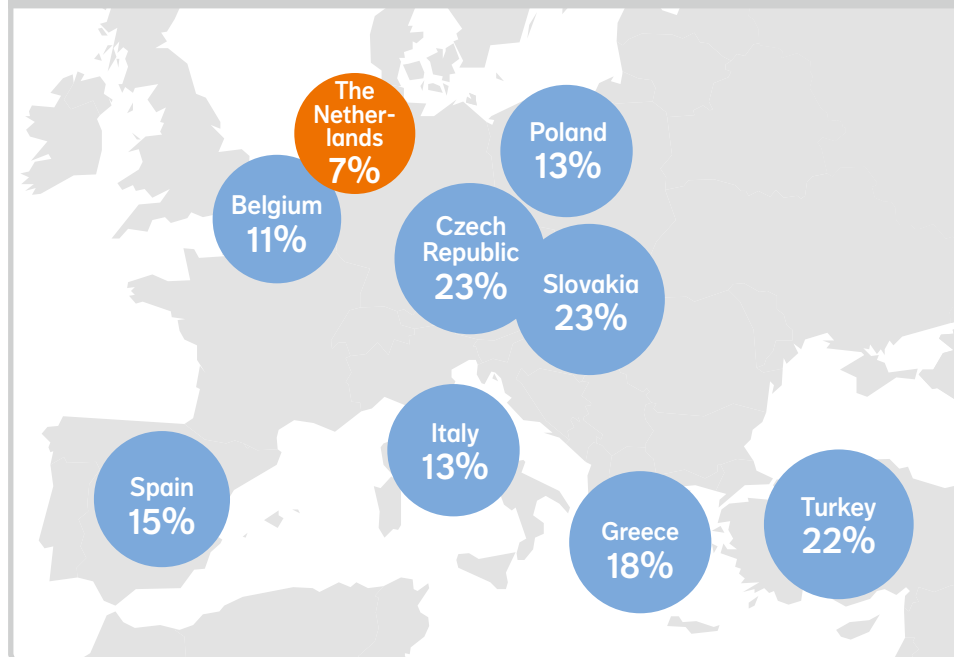 The
Nether-
lands
7%
Poland
13%
Belgium
11%
Czech
Republic
23%
Slovakia
23%
Italy
13%
Spain
15%
Greece
18%
Turkey
22%